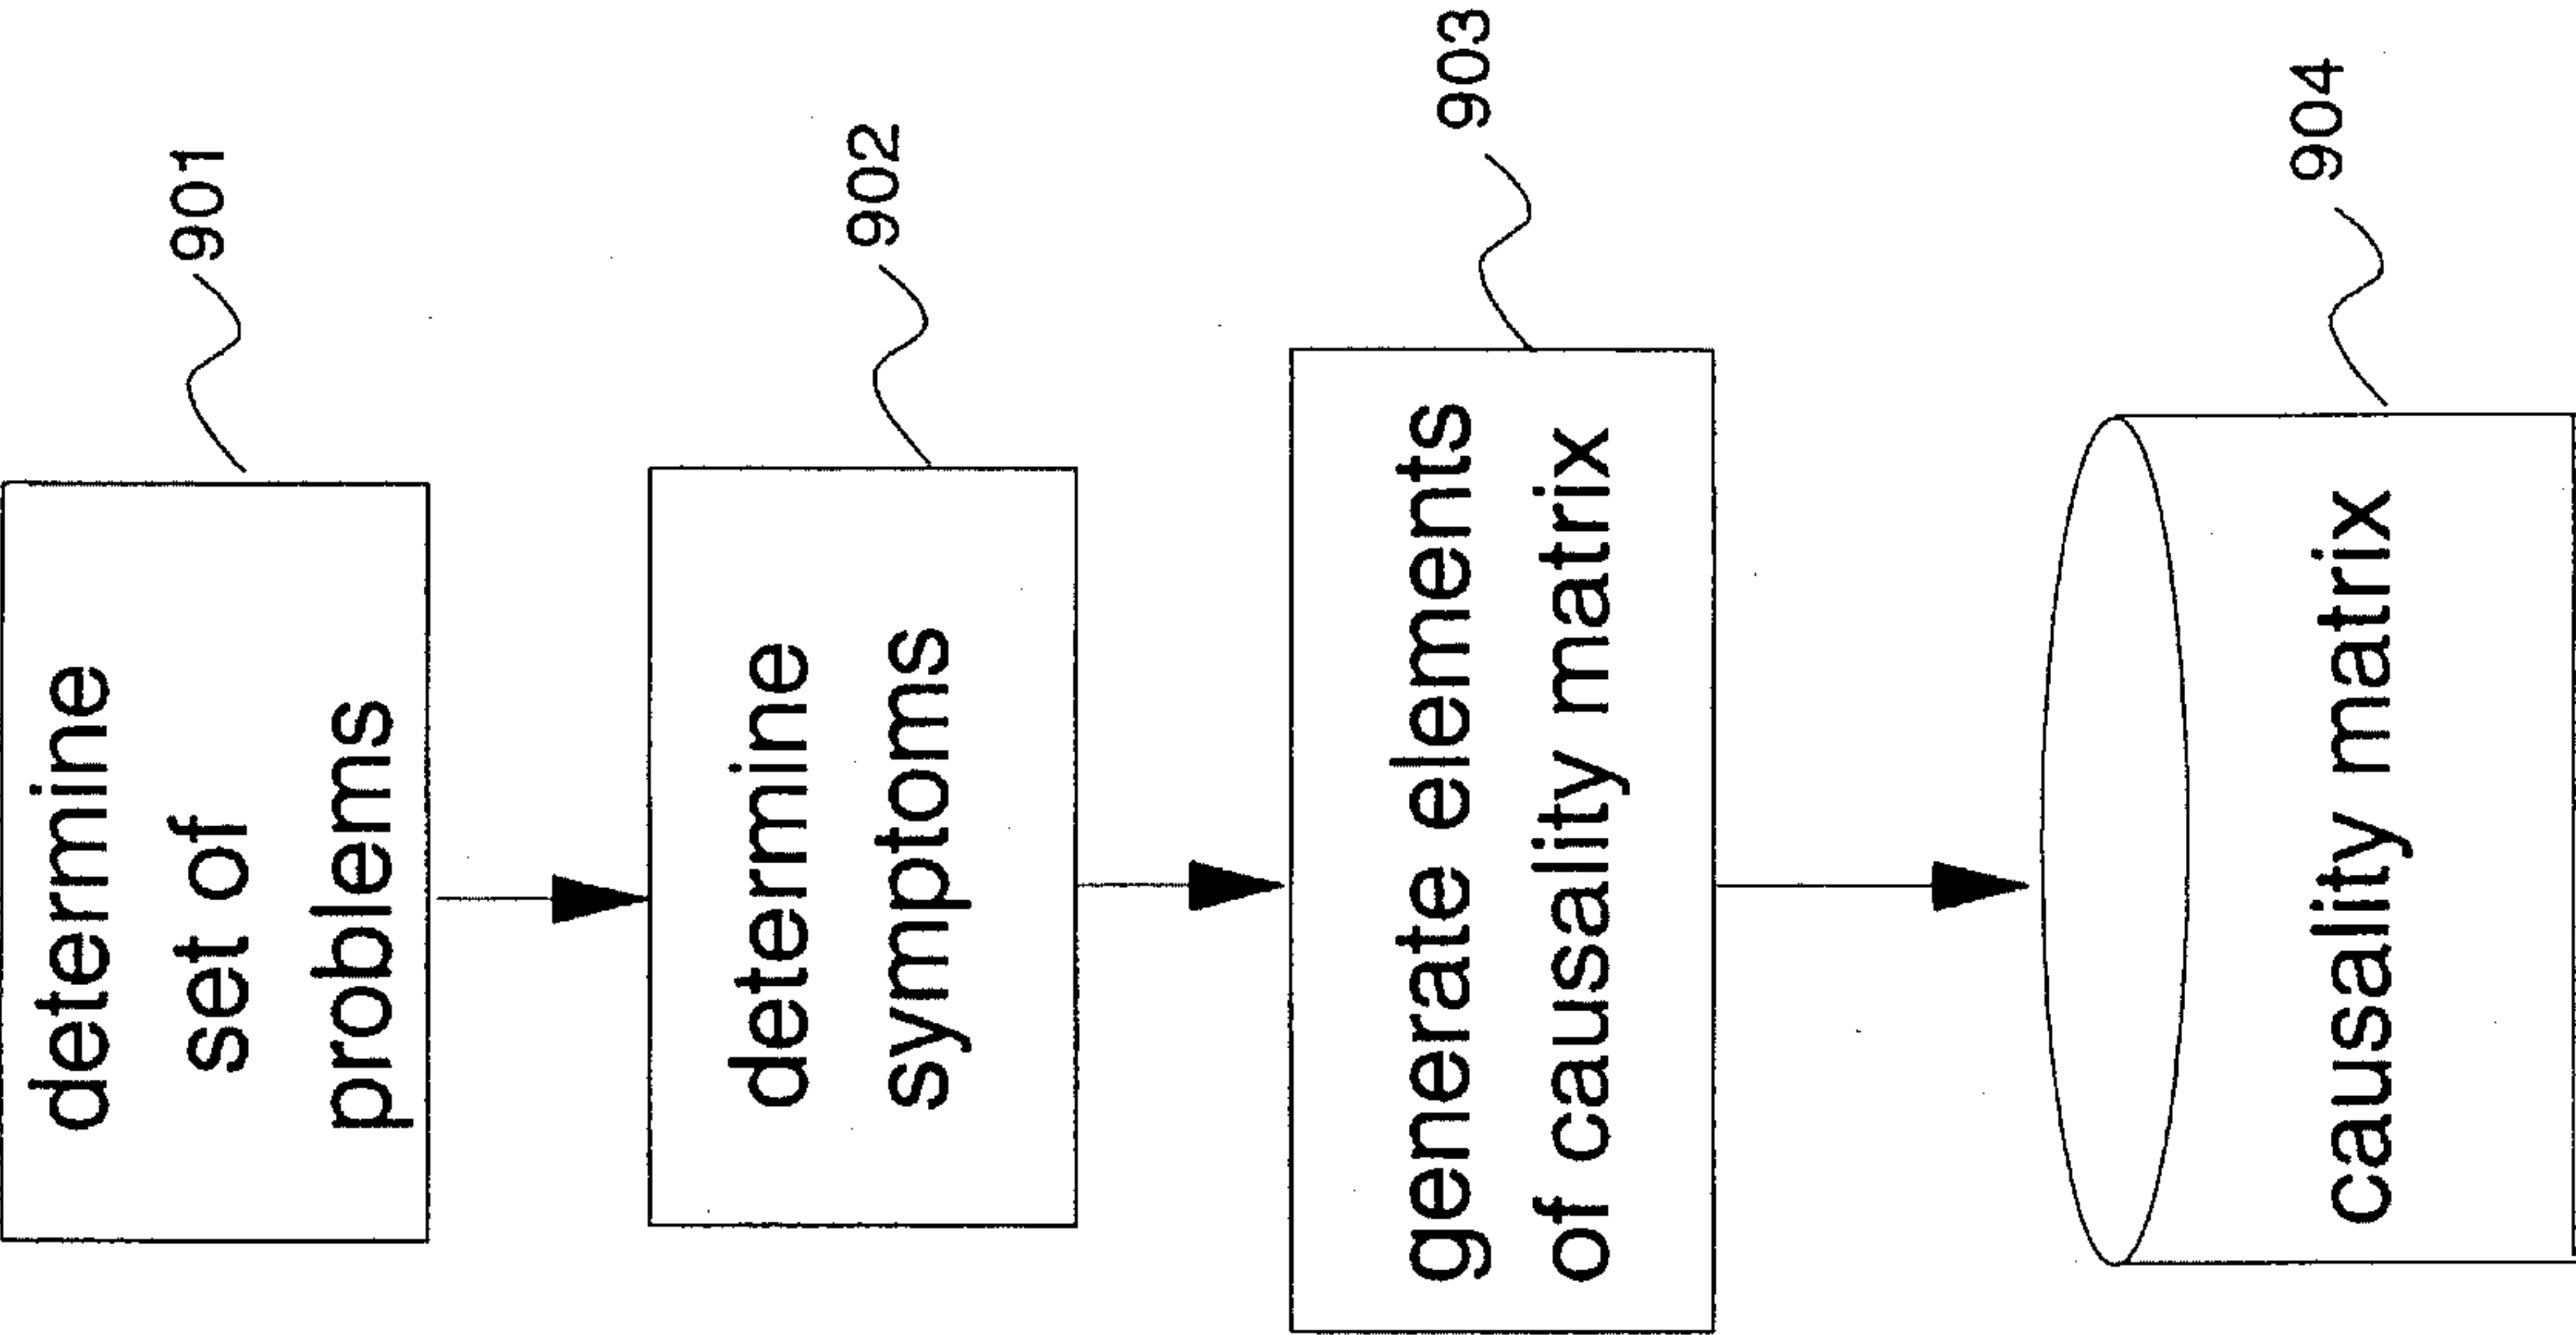 determine
set of
problems
901
determine
symptoms
902
generate elements
of causality matrix
903
causality matrix
904